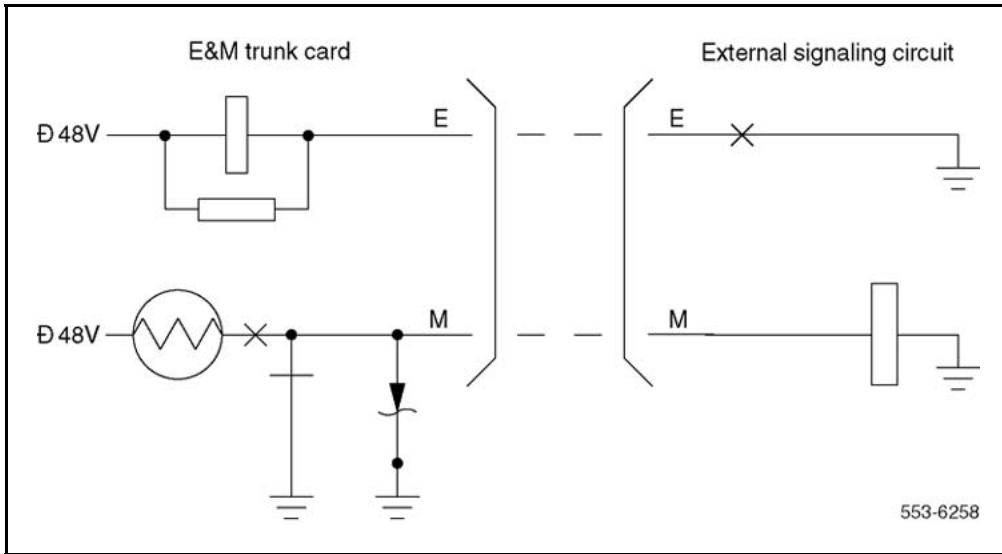 E&M trunk card
External signaling circuit
Ð 48V
E
E
Ð 48V
M
M
553-6258